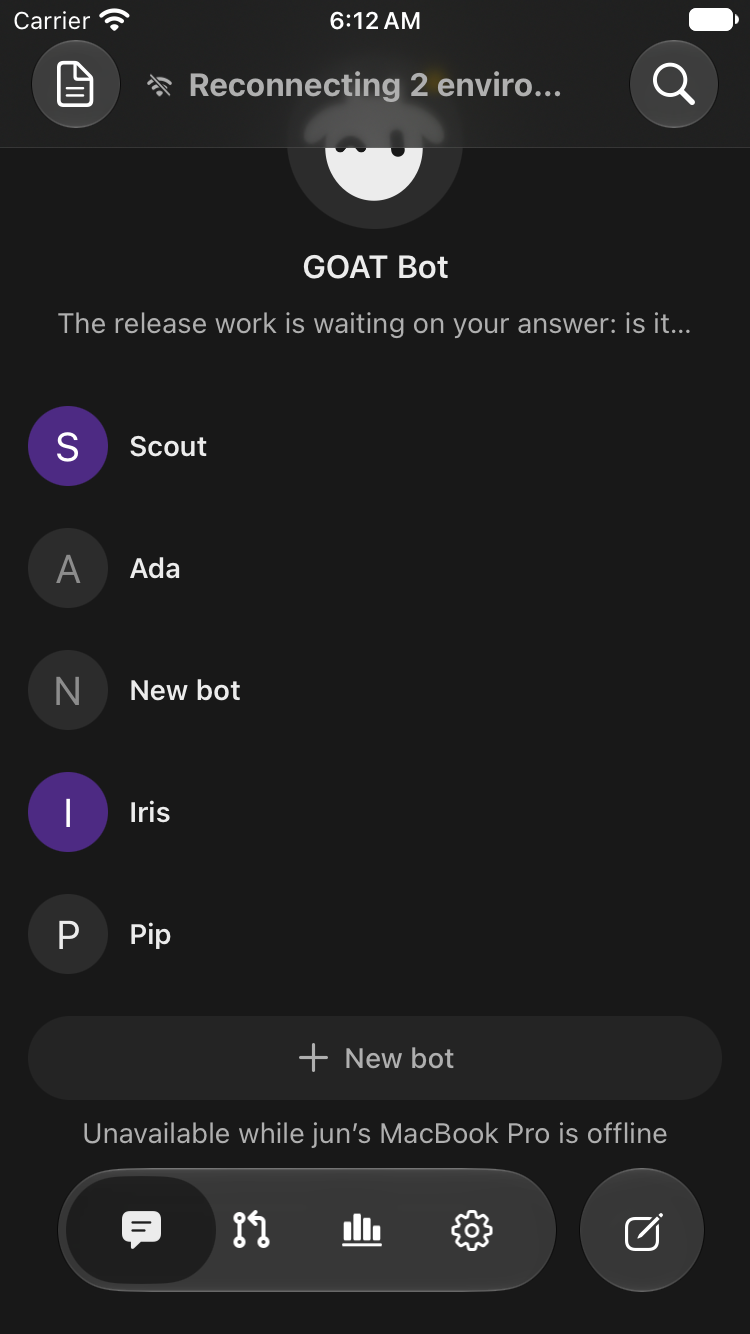 Carrier 6:12 AM
Reconnecting 2 enviro...
GOAT Bot
The release work is waiting on your answer: is it...
S Scout
A Ada
N New bot
I Iris
P Pip
New bot
Unavailable while jun’s MacBook Pro is offline